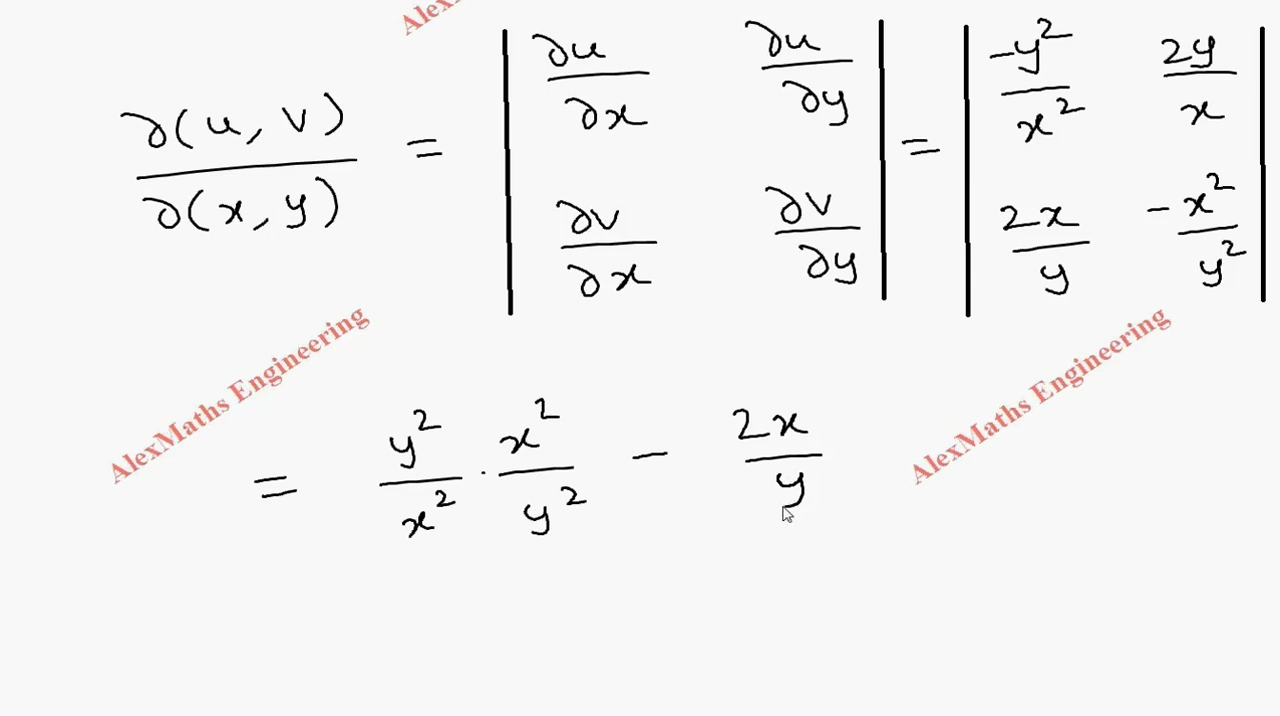 ∂(u, v)/∂(x, y) = | ∂u/∂x ∂u/∂y ; ∂v/∂x ∂v/∂y | = | -y²/x² 2y/x ; 2x/y -x²/y² |
AlexMaths Engineering
AlexMaths Engineering
= y²/x² · x²/y² - 2x/y